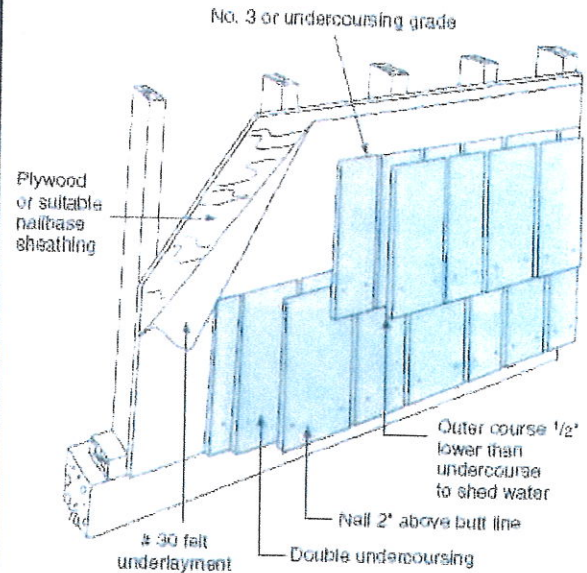 No. 3 or undercoursing grade
Plywood
or suitable
nailbase
sheathing
Outer course 1/2"
lower than
undercourse
to shed water
Nail 2" above butt line
# 30 felt
underlayment
Double undercoursing